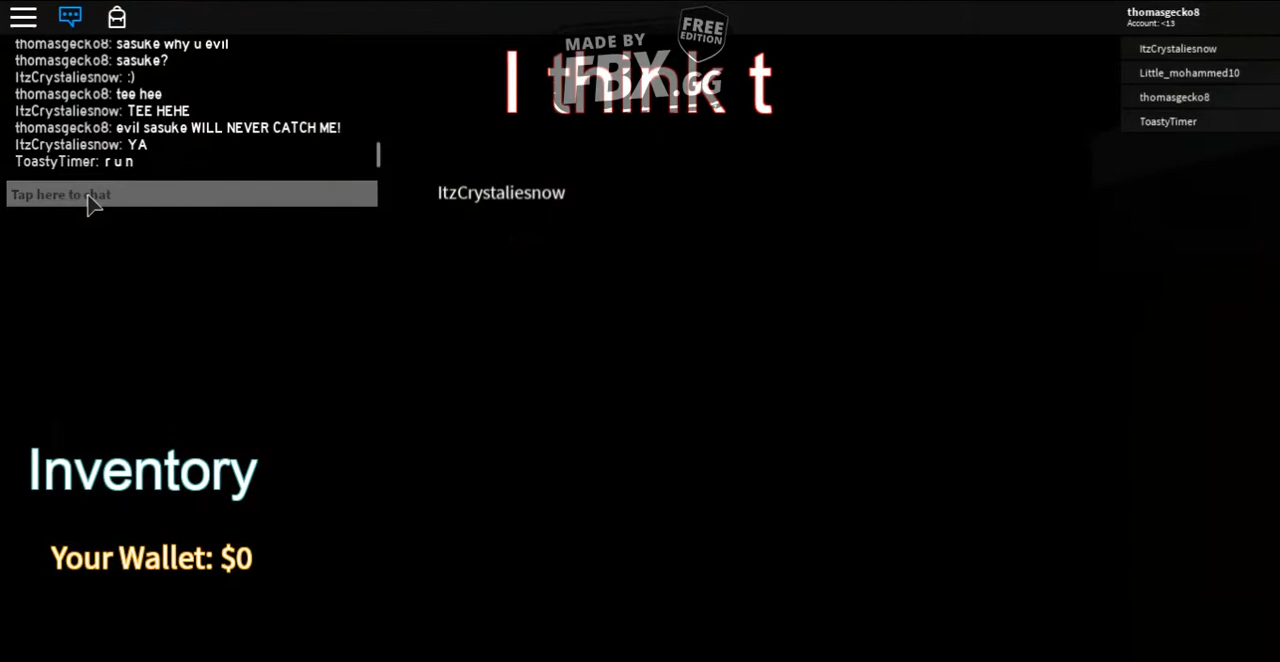 thomasgecko8
Account: <13
thomasgecko8: sasuke why u evil
thomasgecko8: sasuke?
ItzCrystaliesnow: :)
thomasgecko8: tee hee
ItzCrystaliesnow: TEE HEHE
thomasgecko8: evil sasuke WILL NEVER CATCH ME!
ItzCrystaliesnow: YA
ToastyTimer: r u n
Tap here to chat
MADE BY
FREE
EDITION
TFBX.GG
I think t
ItzCrystaliesnow
Little_mohammed10
thomasgecko8
ToastyTimer
ItzCrystaliesnow
Inventory
Your Wallet: $0